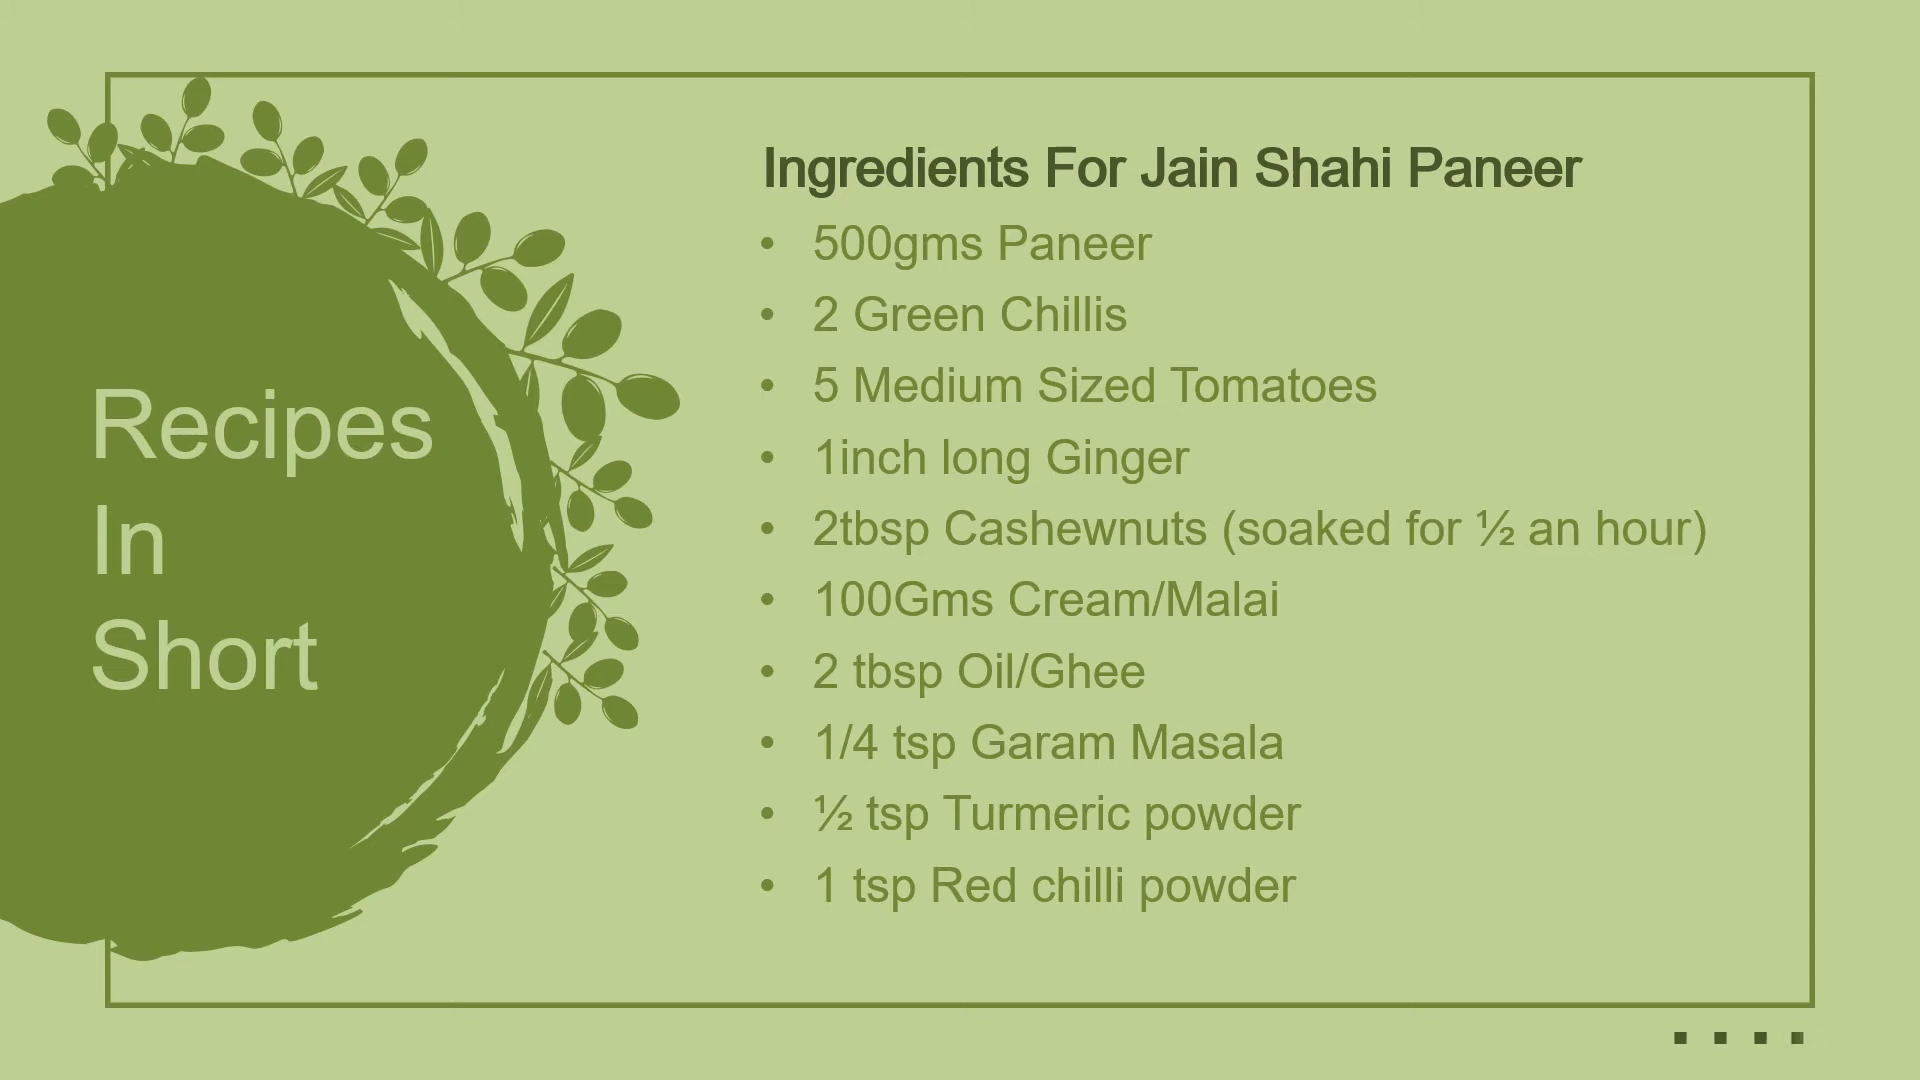 Recipes
In
Short
Ingredients For Jain Shahi Paneer
• 500gms Paneer
• 2 Green Chillis
• 5 Medium Sized Tomatoes
• 1inch long Ginger
• 2tbsp Cashewnuts (soaked for ½ an hour)
• 100Gms Cream/Malai
• 2 tbsp Oil/Ghee
• 1/4 tsp Garam Masala
• ½ tsp Turmeric powder
• 1 tsp Red chilli powder